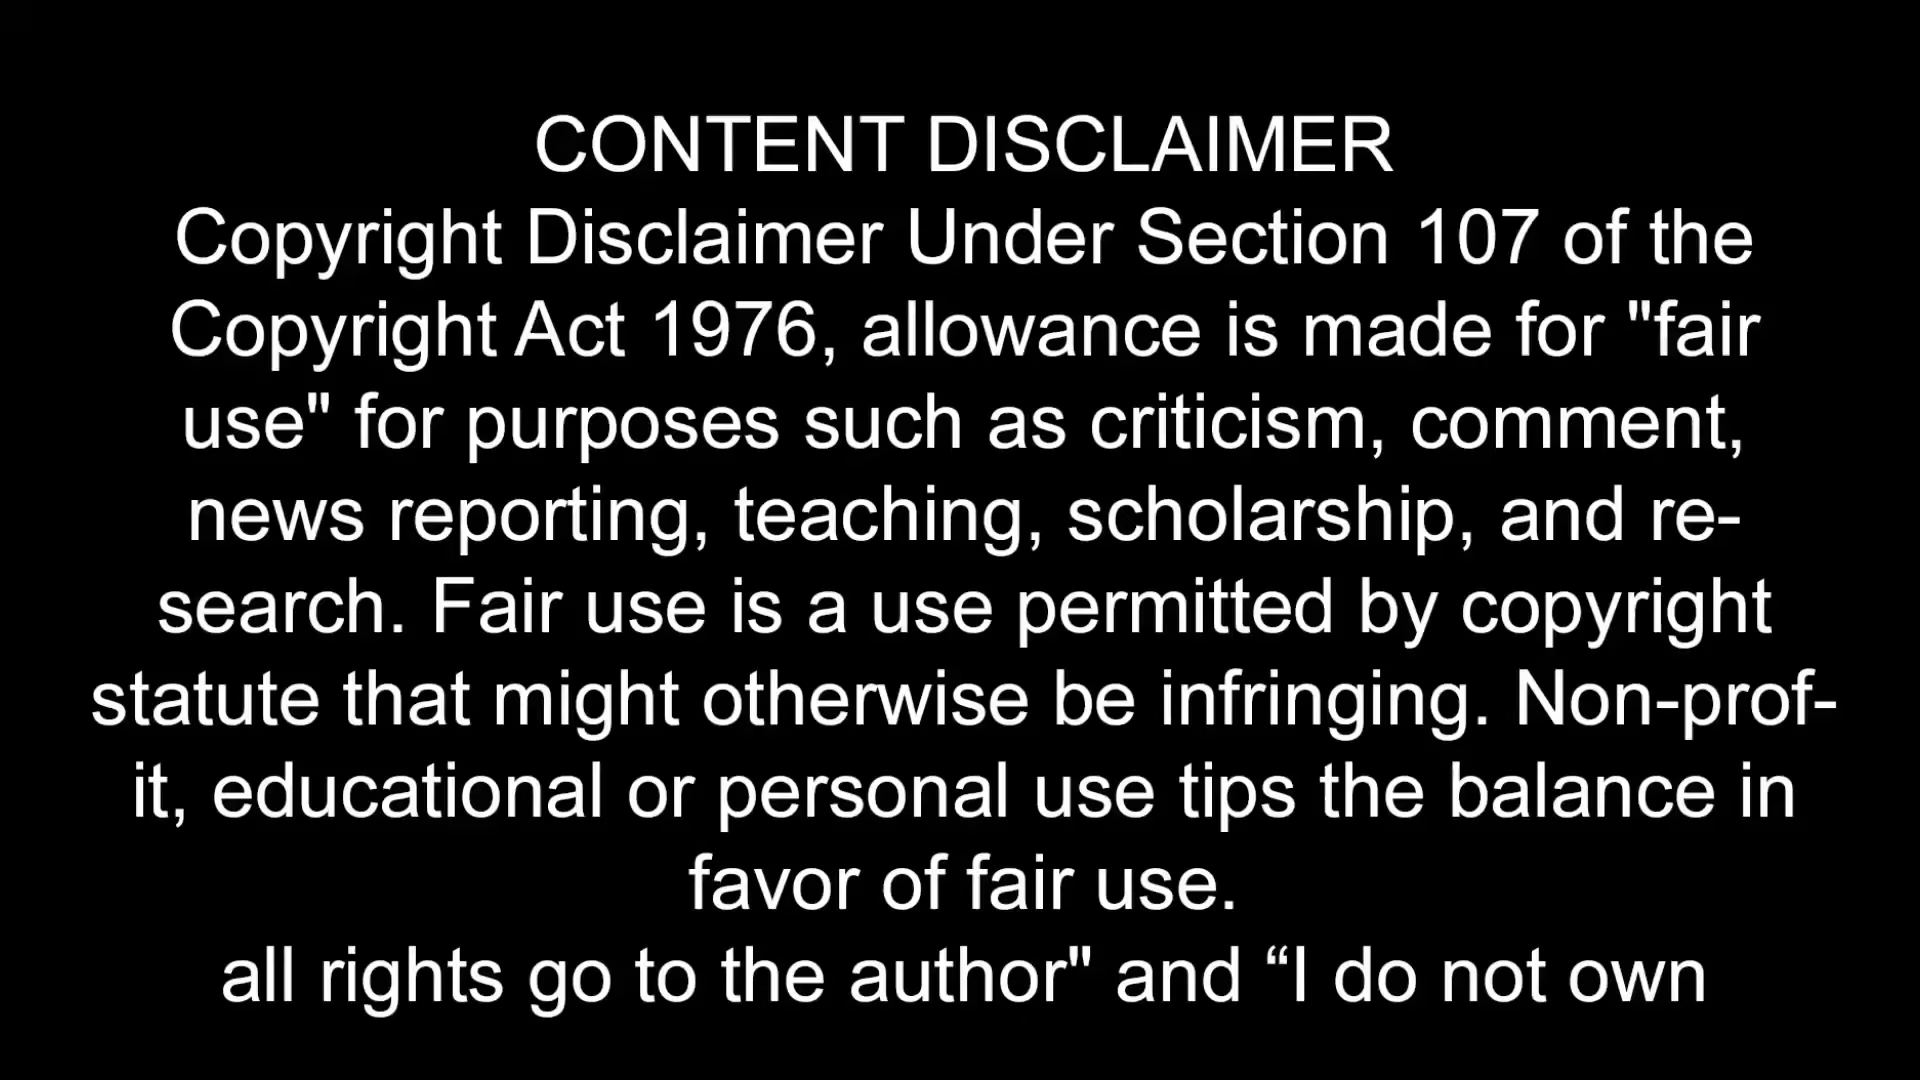 CONTENT DISCLAIMER
Copyright Disclaimer Under Section 107 of the
Copyright Act 1976, allowance is made for "fair
use" for purposes such as criticism, comment,
news reporting, teaching, scholarship, and re-
search. Fair use is a use permitted by copyright
statute that might otherwise be infringing. Non-prof-
it, educational or personal use tips the balance in
favor of fair use.
all rights go to the author" and “I do not own